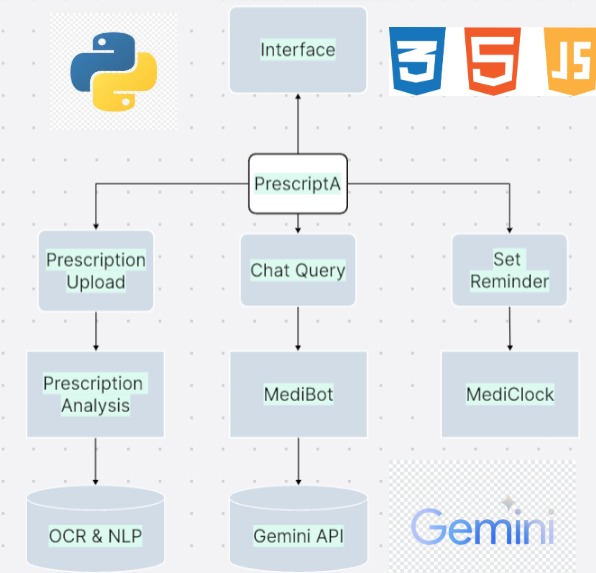 Interface
3
5
JS
PrescriptA
Prescription
Upload
Chat Query
Set
Reminder
Prescription
Analysis
MediBot
MediClock
OCR & NLP
Gemini API
Gemini